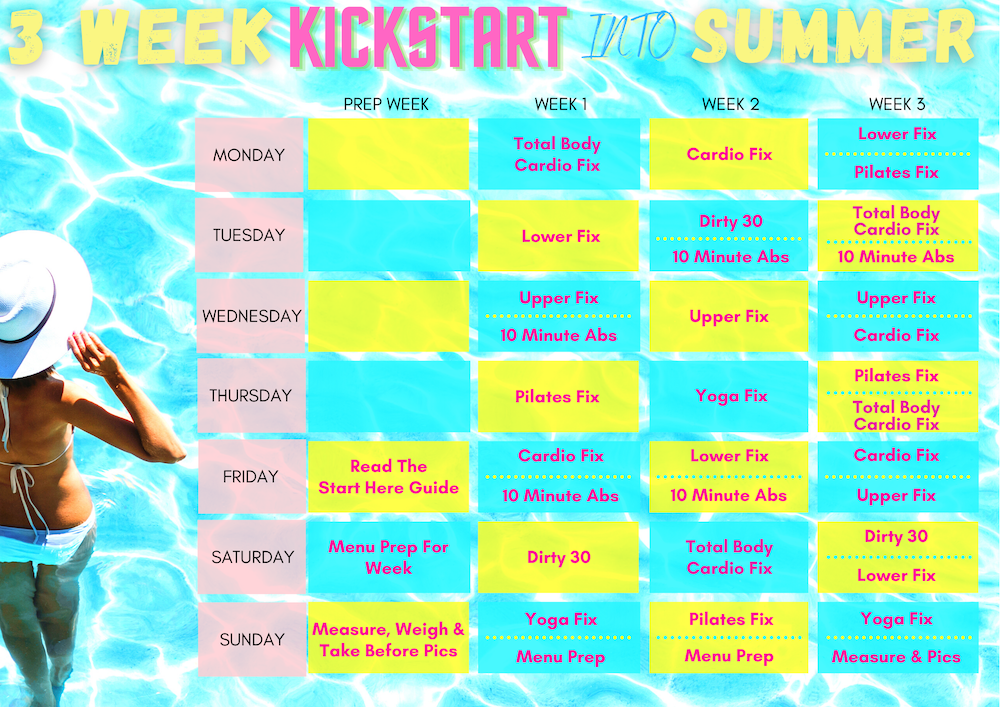 3 WEEK KICKSTART INTO SUMMER
PREP WEEK WEEK 1 WEEK 2 WEEK 3
MONDAY
Total Body
Cardio Fix
Cardio Fix
Lower Fix
Pilates Fix
TUESDAY
Lower Fix
Dirty 30
10 Minute Abs
Total Body
Cardio Fix
10 Minute Abs
WEDNESDAY
Upper Fix
10 Minute Abs
Upper Fix
Upper Fix
Cardio Fix
THURSDAY
Pilates Fix
Yoga Fix
Pilates Fix
Total Body
Cardio Fix
FRIDAY
Read The
Start Here Guide
Cardio Fix
10 Minute Abs
Lower Fix
10 Minute Abs
Cardio Fix
Upper Fix
SATURDAY
Menu Prep For
Week
Dirty 30
Total Body
Cardio Fix
Dirty 30
Lower Fix
SUNDAY
Measure, Weigh &
Take Before Pics
Yoga Fix
Menu Prep
Pilates Fix
Menu Prep
Yoga Fix
Measure & Pics